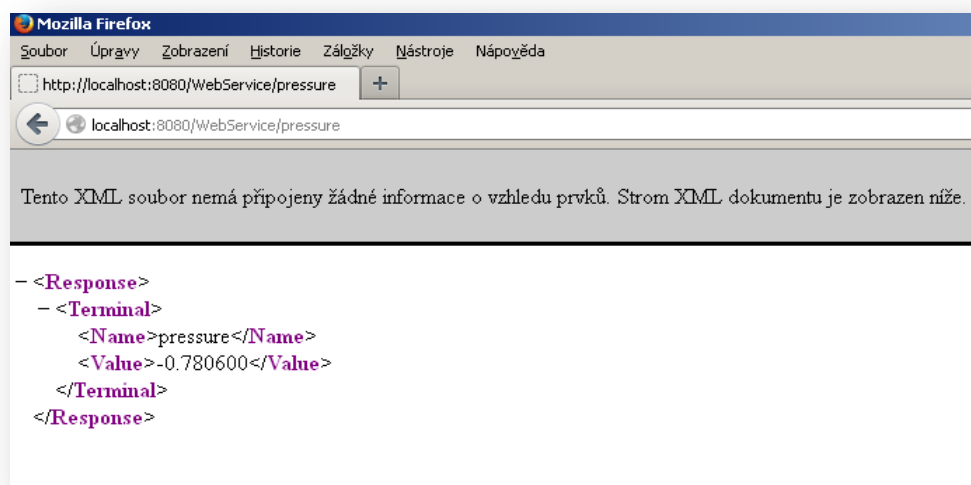 Mozilla Firefox
Soubor Úpravy Zobrazení Historie Záložky Nástroje Nápověda
http://localhost:8080/WebService/pressure +
localhost:8080/WebService/pressure
Tento XML soubor nemá připojeny žádné informace o vzhledu prvků. Strom XML dokumentu je zobrazen níže.
− <Response>
− <Terminal>
<Name>pressure</Name>
<Value>-0.780600</Value>
</Terminal>
</Response>